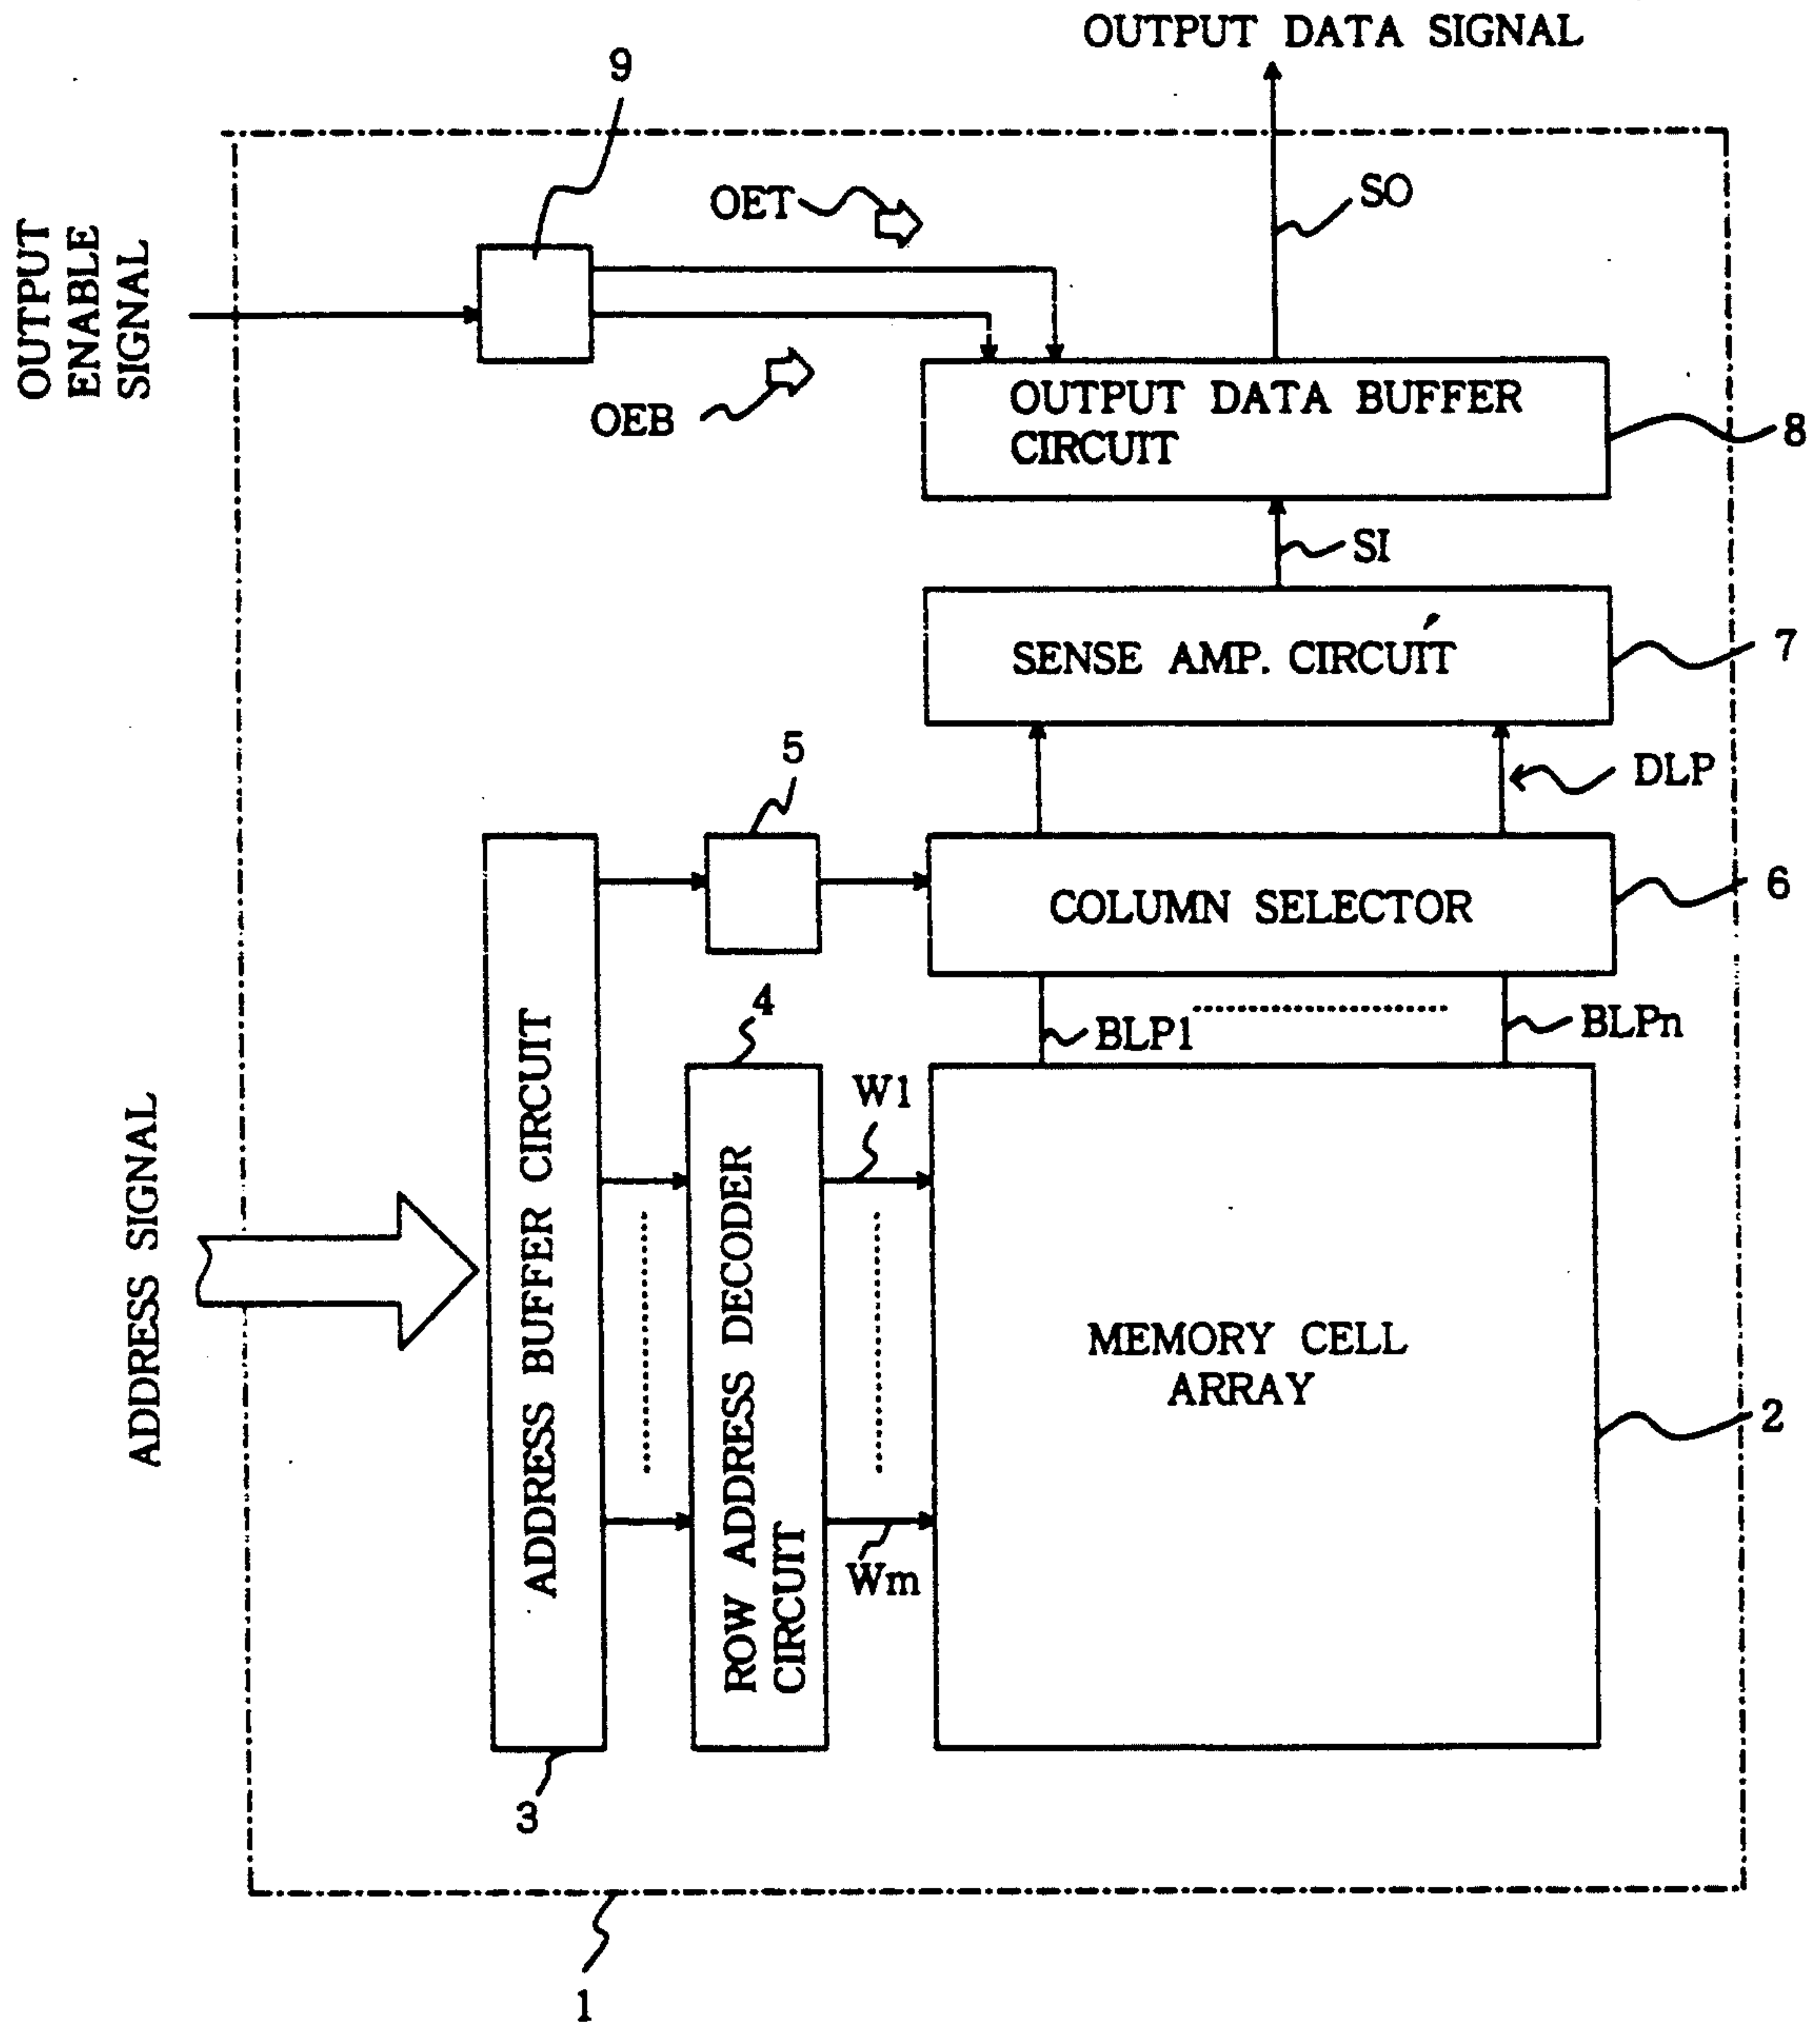 OUTPUT DATA SIGNAL
9
OET
SO
OUTPUT
ENABLE
SIGNAL
OEB
OUTPUT DATA BUFFER
CIRCUIT
8
SI
SENSE AMP. CIRCUIT
7
5
DLP
COLUMN SELECTOR
6
4
BLP1
BLPn
ADDRESS SIGNAL
ADDRESS BUFFER CIRCUIT
ROW ADDRESS DECODER
CIRCUIT
W1
MEMORY CELL
ARRAY
2
Wm
3
1